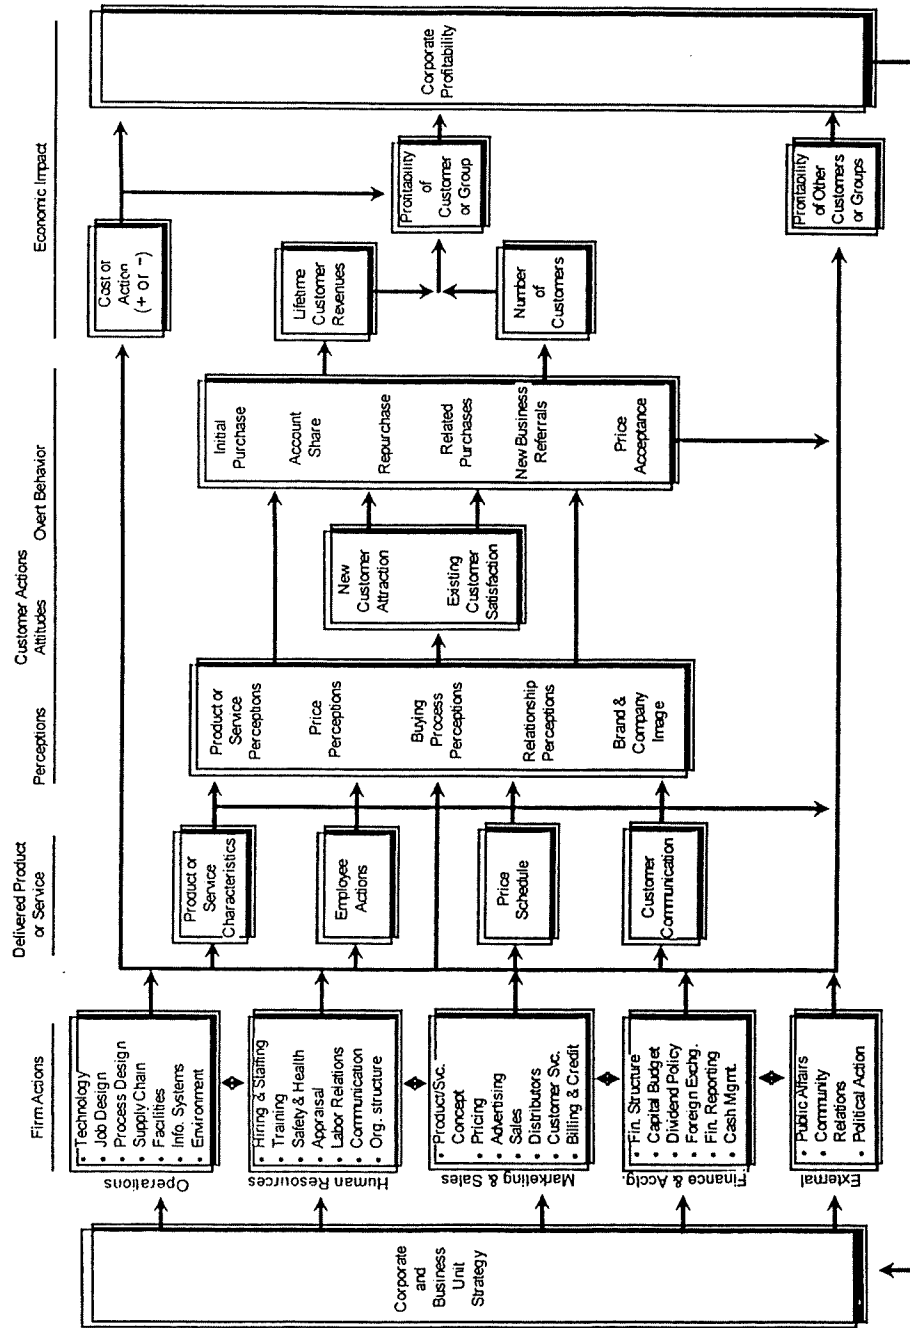 Firm Actions
Delivered Product
or Service
Customer Actions
Perceptions
Attitudes
Overt Behavior
Economic Impact
Corporate
and
Business
Unit
Strategy
Operations
• Technology
• Job Design
• Process Design
• Supply Chain
• Facilities
• Info. Systems
• Environment
Human Resources
• Hiring & Staffing
• Training
• Safety & Health
• Appraisal
• Labor Relations
• Communication
• Org. structure
Marketing & Sales
• Product/Svc.
• Concept
• Pricing
• Advertising
• Sales
• Distributors
• Customer Svc.
• Billing & Credit
Finance & Acctg.
• Fin. Structure
• Capital Budget
• Dividend Policy
• Foreign Exchg.
• Fin. Reporting
• Cash Mgmt.
External
• Public Affairs
• Community
• Relations
• Political Action
Product or
Service
Characteristics
Employee
Actions
Price
Schedule
Customer
Communication
Product or
Service
Perceptions
Price
Perceptions
Buying
Process
Perceptions
Relationship
Perceptions
Brand &
Company
Image
New
Customer
Attraction
Existing
Customer
Satisfaction
Initial
Purchase
Account
Share
Repurchase
Related
Purchases
New Business
Referrals
Price
Acceptance
Cost of
Action
(+ or -)
Lifetime
Customer
Revenues
Number
of
Customers
Profitability
of
Customer
or Group
Profitability
of Other
Customers
or Groups
Corporate
Profitability